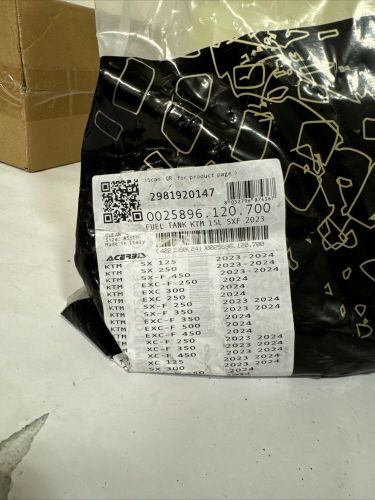 (Scan QR for product page)
2981920147
0025896.120.700
FUEL TANK KTM 15L SXF 2023
CLEAR
Made in Italy
ACERBIS
KTM SX 125 2023-2024
KTM SX 250 2023-2024
KTM SX-F 450 2023-2024
KTM EXC-F 250 2024
KTM EXC 300 2024
KTM EXC 250 2024
KTM SX-F 250 2023 2024
KTM SX-F 350 2023 2024
KTM EXC-F 350 2024
KTM EXC-F 500 2024
KTM EXC-F 450 2024
KTM XC-F 250 2023 2024
KTM XC-F 350 2023 2024
KTM XC-F 450 2023 2024
XC 125 2023 2024
SX 300 2024